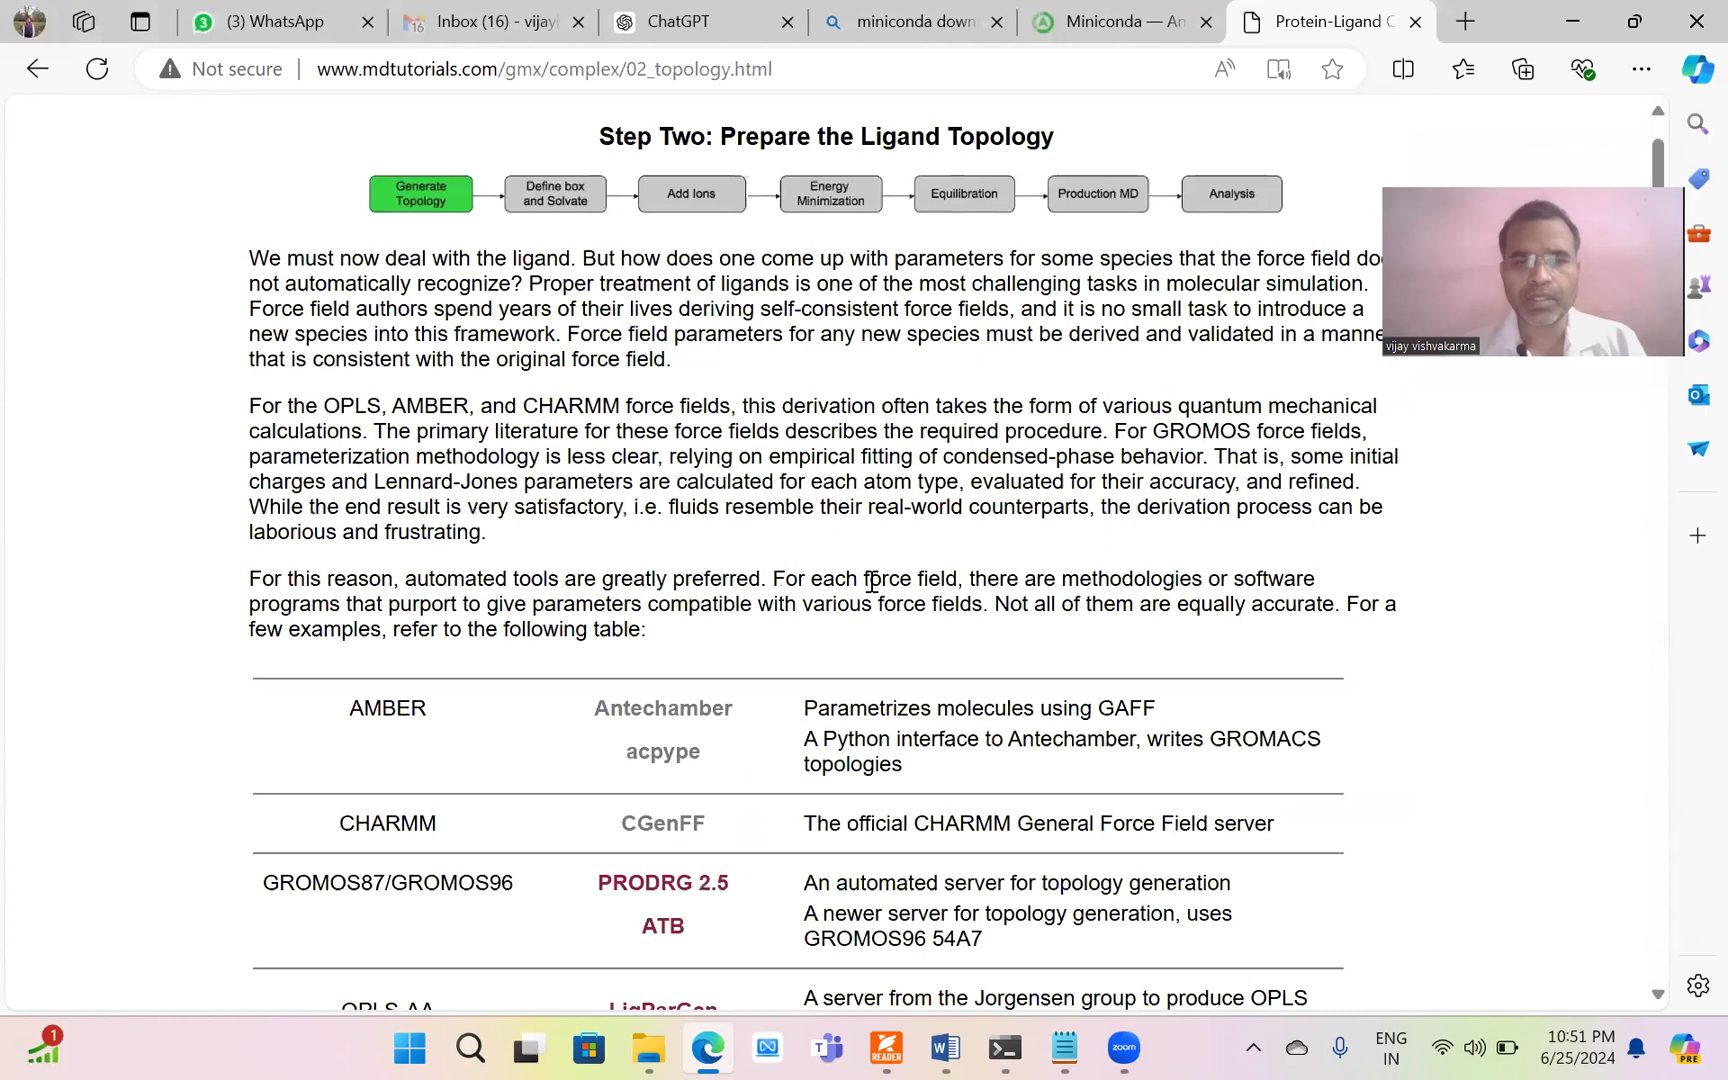 (3) WhatsApp
Inbox (16) - vijay
ChatGPT
miniconda down
Miniconda — An
Protein-Ligand C
Not secure
www.mdtutorials.com/gmx/complex/02_topology.html
Step Two: Prepare the Ligand Topology
Generate
Topology
Define box
and Solvate
Add Ions
Energy
Minimization
Equilibration
Production MD
Analysis
We must now deal with the ligand. But how does one come up with parameters for some species that the force field doe
not automatically recognize? Proper treatment of ligands is one of the most challenging tasks in molecular simulation.
Force field authors spend years of their lives deriving self-consistent force fields, and it is no small task to introduce a
new species into this framework. Force field parameters for any new species must be derived and validated in a manne
that is consistent with the original force field.
vijay vishvakarma
For the OPLS, AMBER, and CHARMM force fields, this derivation often takes the form of various quantum mechanical
calculations. The primary literature for these force fields describes the required procedure. For GROMOS force fields,
parameterization methodology is less clear, relying on empirical fitting of condensed-phase behavior. That is, some initial
charges and Lennard-Jones parameters are calculated for each atom type, evaluated for their accuracy, and refined.
While the end result is very satisfactory, i.e. fluids resemble their real-world counterparts, the derivation process can be
laborious and frustrating.
For this reason, automated tools are greatly preferred. For each force field, there are methodologies or software
programs that purport to give parameters compatible with various force fields. Not all of them are equally accurate. For a
few examples, refer to the following table:
AMBER
Antechamber
Parametrizes molecules using GAFF
acpype
A Python interface to Antechamber, writes GROMACS
topologies
CHARMM
CGenFF
The official CHARMM General Force Field server
GROMOS87/GROMOS96
PRODRG 2.5
An automated server for topology generation
ATB
A newer server for topology generation, uses
GROMOS96 54A7
OPLS-AA
LigParGen
A server from the Jorgensen group to produce OPLS
1
READER
zoom
ENG
IN
10:51 PM
6/25/2024
PRE